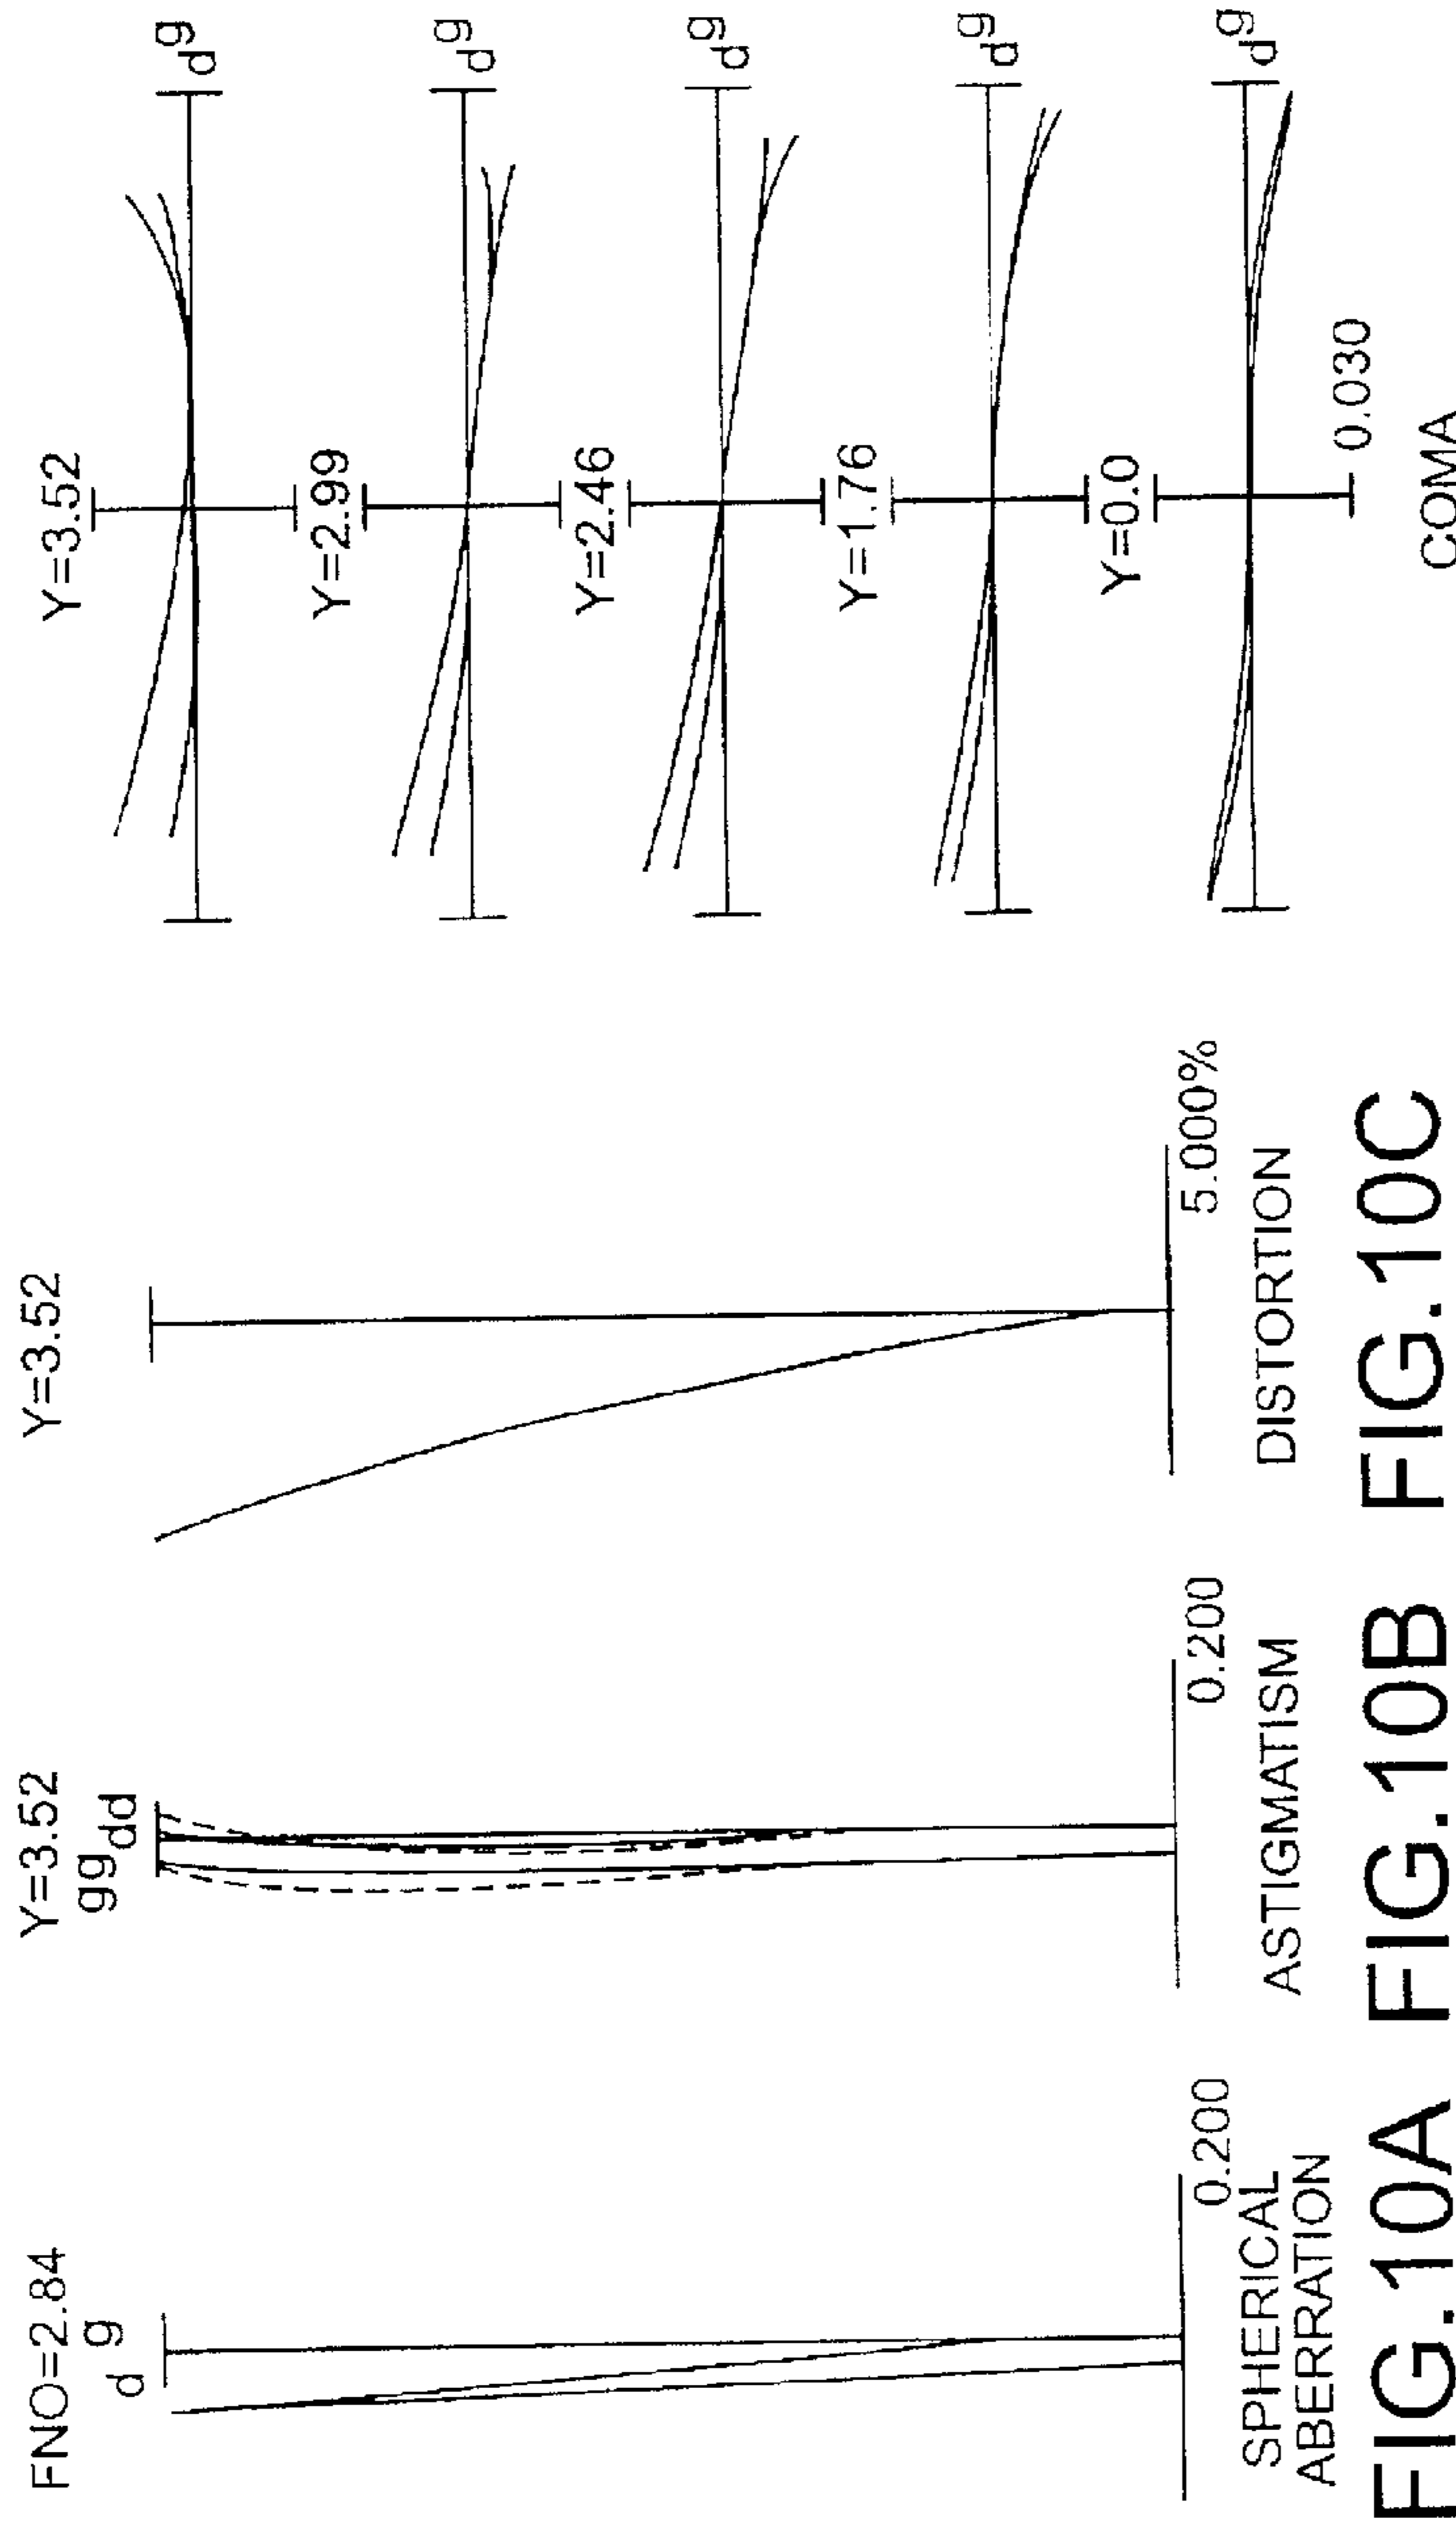 FNO=2.84
d g
0.200
SPHERICAL
ABERRATION
FIG.10A
Y=3.52
gg dd
0.200
ASTIGMATISM
FIG.10B
Y=3.52
5.000%
DISTORTION
FIG.10C
Y=3.52
g
d
Y=2.99
g
d
Y=2.46
g
d
Y=1.76
g
d
Y=0.0
g
d
0.030
COMA